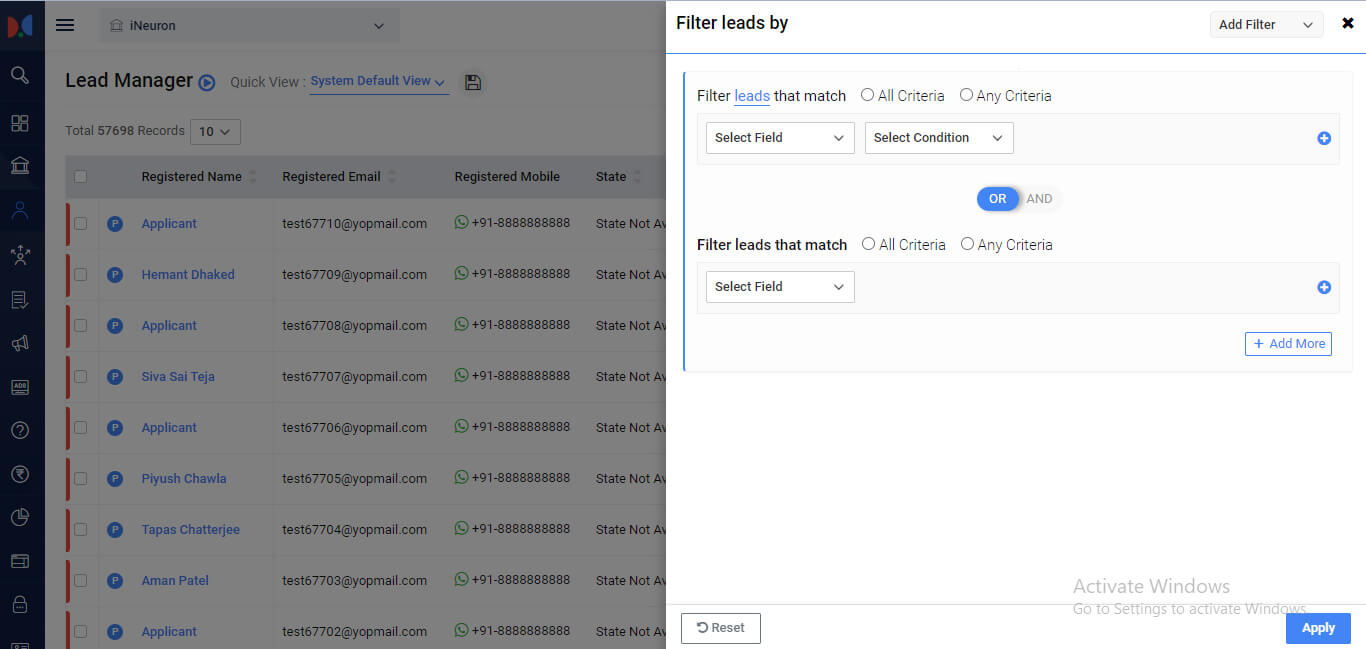 iNeuron
Filter leads by
Add Filter
Lead Manager
Quick View : System Default View
Total 57698 Records 10
Filter leads that match All Criteria Any Criteria
Select Field Select Condition
OR AND
Filter leads that match All Criteria Any Criteria
Select Field
+ Add More
Registered Name Registered Email Registered Mobile State
P Applicant test67710@yopmail.com +91-8888888888 State Not Av
P Hemant Dhaked test67709@yopmail.com +91-8888888888 State Not Av
P Applicant test67708@yopmail.com +91-8888888888 State Not Av
P Siva Sai Teja test67707@yopmail.com +91-8888888888 State Not Av
P Applicant test67706@yopmail.com +91-8888888888 State Not Av
P Piyush Chawla test67705@yopmail.com +91-8888888888 State Not Av
P Tapas Chatterjee test67704@yopmail.com +91-8888888888 State Not Av
P Aman Patel test67703@yopmail.com +91-8888888888 State Not Av
P Applicant test67702@yopmail.com +91-8888888888 State Not Av
ADS
Activate Windows
Go to Settings to activate Windows.
Reset
Apply